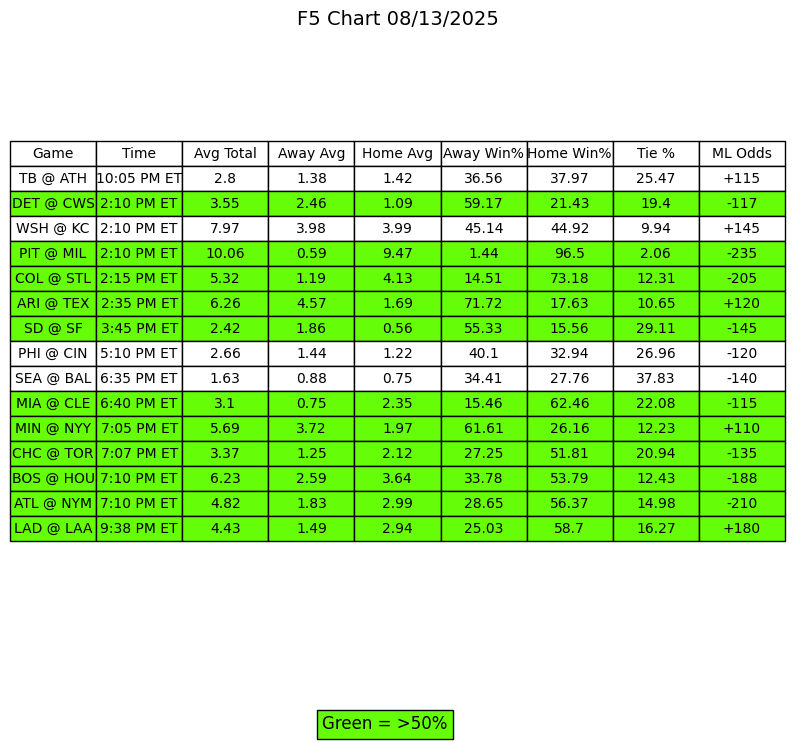 F5 Chart 08/13/2025
Game Time Avg Total Away Avg Home Avg Away Win% Home Win% Tie % ML Odds
TB @ ATH 10:05 PM ET 2.8 1.38 1.42 36.56 37.97 25.47 +115
DET @ CWS 2:10 PM ET 3.55 2.46 1.09 59.17 21.43 19.4 -117
WSH @ KC 2:10 PM ET 7.97 3.98 3.99 45.14 44.92 9.94 +145
PIT @ MIL 2:10 PM ET 10.06 0.59 9.47 1.44 96.5 2.06 -235
COL @ STL 2:15 PM ET 5.32 1.19 4.13 14.51 73.18 12.31 -205
ARI @ TEX 2:35 PM ET 6.26 4.57 1.69 71.72 17.63 10.65 +120
SD @ SF 3:45 PM ET 2.42 1.86 0.56 55.33 15.56 29.11 -145
PHI @ CIN 5:10 PM ET 2.66 1.44 1.22 40.1 32.94 26.96 -120
SEA @ BAL 6:35 PM ET 1.63 0.88 0.75 34.41 27.76 37.83 -140
MIA @ CLE 6:40 PM ET 3.1 0.75 2.35 15.46 62.46 22.08 -115
MIN @ NYY 7:05 PM ET 5.69 3.72 1.97 61.61 26.16 12.23 +110
CHC @ TOR 7:07 PM ET 3.37 1.25 2.12 27.25 51.81 20.94 -135
BOS @ HOU 7:10 PM ET 6.23 2.59 3.64 33.78 53.79 12.43 -188
ATL @ NYM 7:10 PM ET 4.82 1.83 2.99 28.65 56.37 14.98 -210
LAD @ LAA 9:38 PM ET 4.43 1.49 2.94 25.03 58.7 16.27 +180
Green = >50%